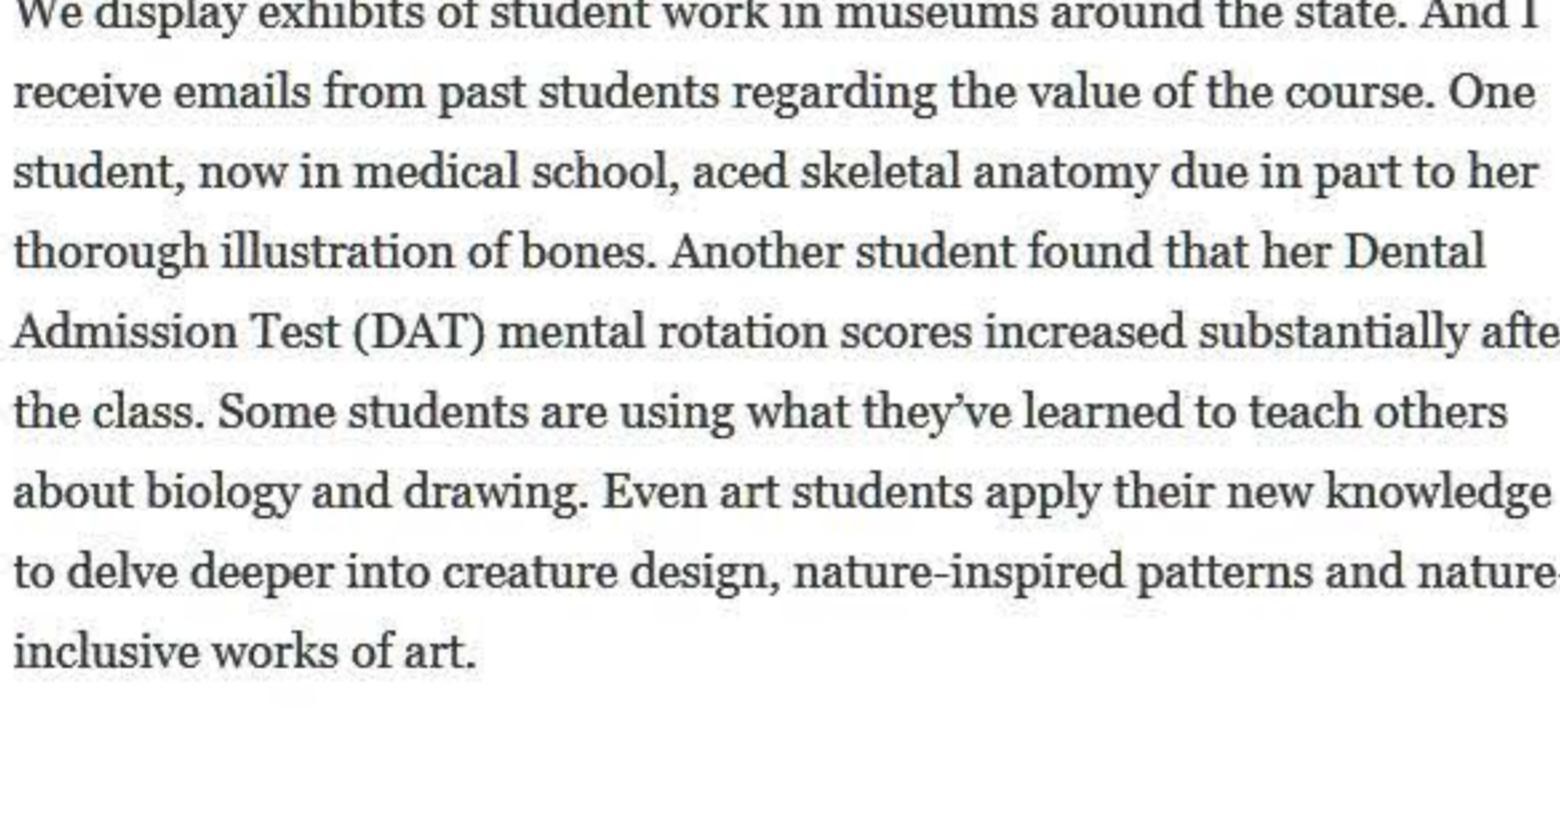 We display exhibits of student work in museums around the state. And I
receive emails from past students regarding the value of the course. One
student, now in medical school, aced skeletal anatomy due in part to her
thorough illustration of bones. Another student found that her Dental
Admission Test (DAT) mental rotation scores increased substantially afte
the class. Some students are using what they’ve learned to teach others
about biology and drawing. Even art students apply their new knowledge
to delve deeper into creature design, nature-inspired patterns and nature-
inclusive works of art.